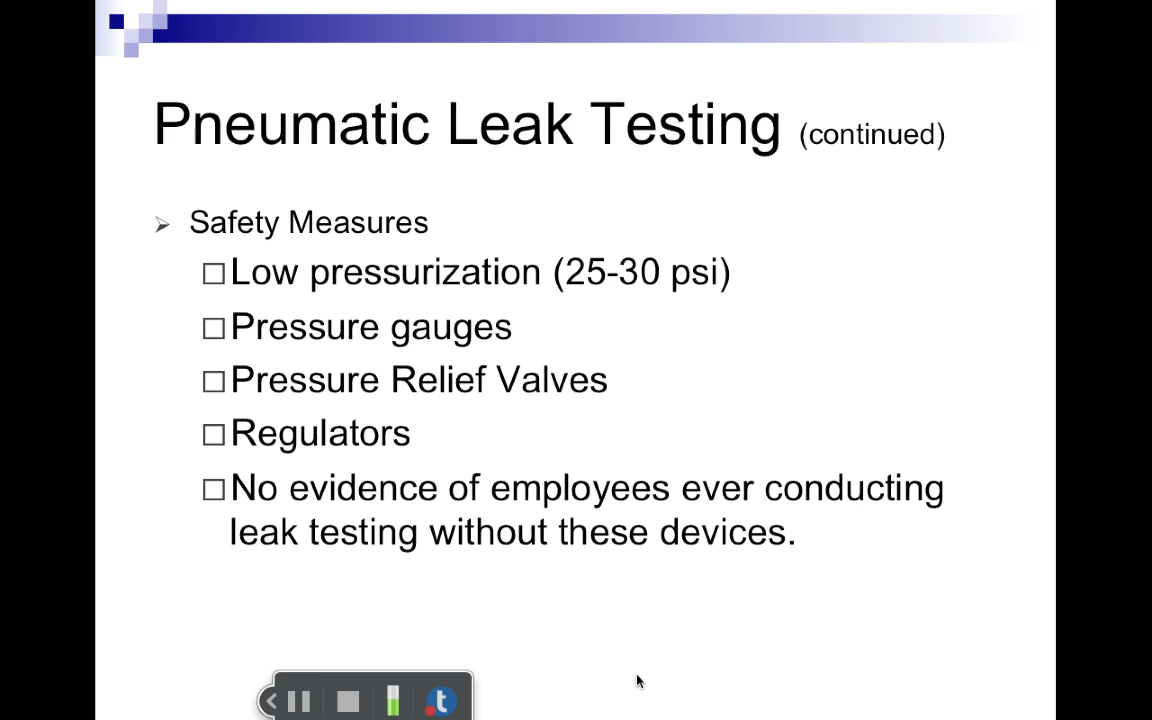 Pneumatic Leak Testing (continued)
Safety Measures
Low pressurization (25-30 psi)
Pressure gauges
Pressure Relief Valves
Regulators
No evidence of employees ever conducting
leak testing without these devices.
t